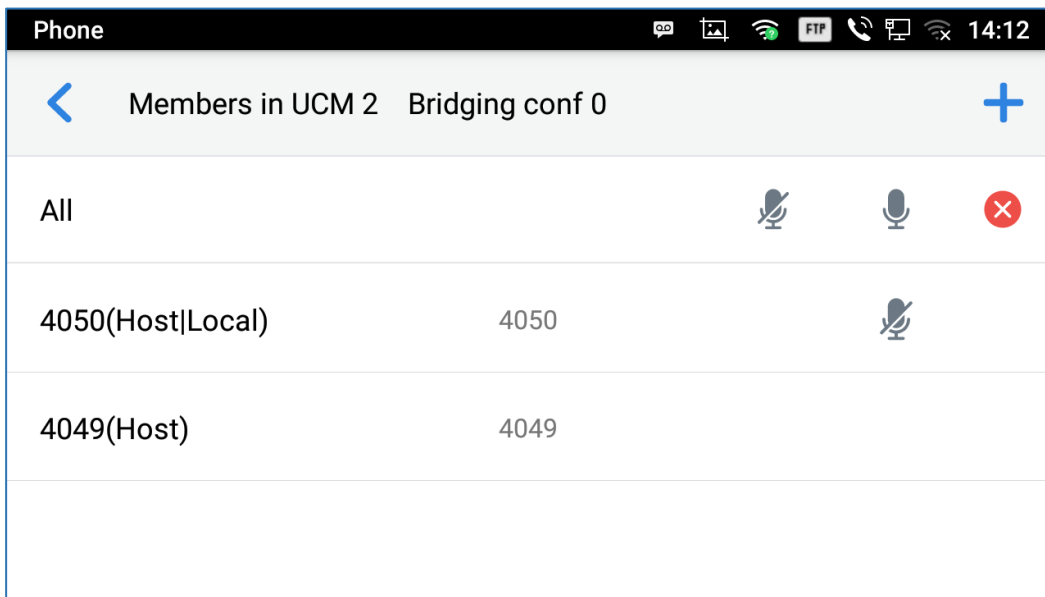 Phone FTP 14:12
Members in UCM 2 Bridging conf 0
All
4050(Host|Local) 4050
4049(Host) 4049